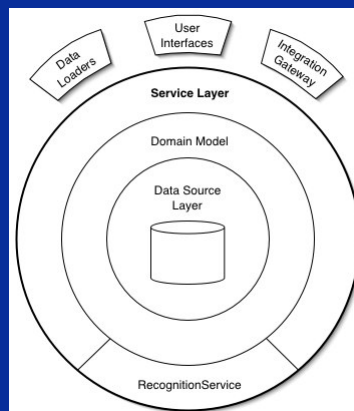 Data
Loaders
User
Interfaces
Integration
Gateway
Service Layer
Domain Model
Data Source
Layer
RecognitionService